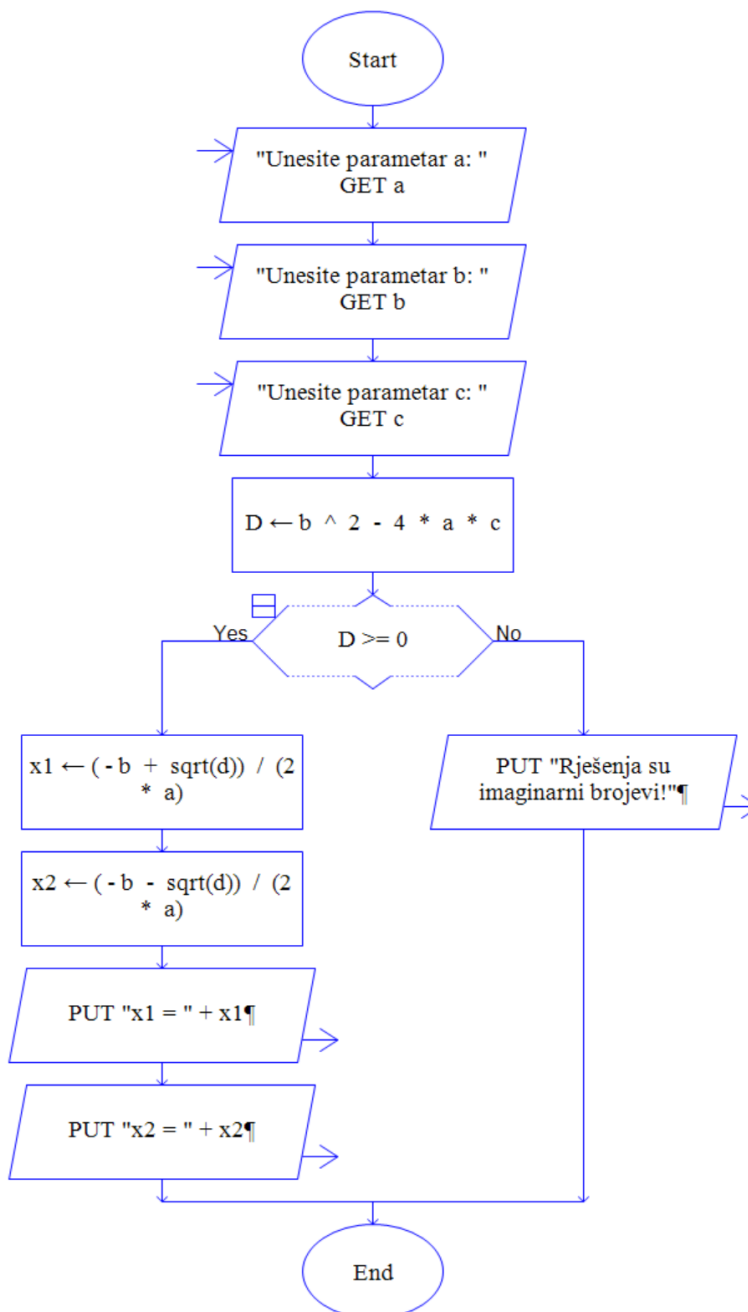 Start
"Unesite parametar a: "
GET a
"Unesite parametar b: "
GET b
"Unesite parametar c: "
GET c
D ← b ^ 2 - 4 * a * c
Yes
D >= 0
No
x1 ← ( - b + sqrt(d)) / (2
* a)
PUT "Rješenja su
imaginarni brojevi!"¶
x2 ← ( - b - sqrt(d)) / (2
* a)
PUT "x1 = " + x1¶
PUT "x2 = " + x2¶
End